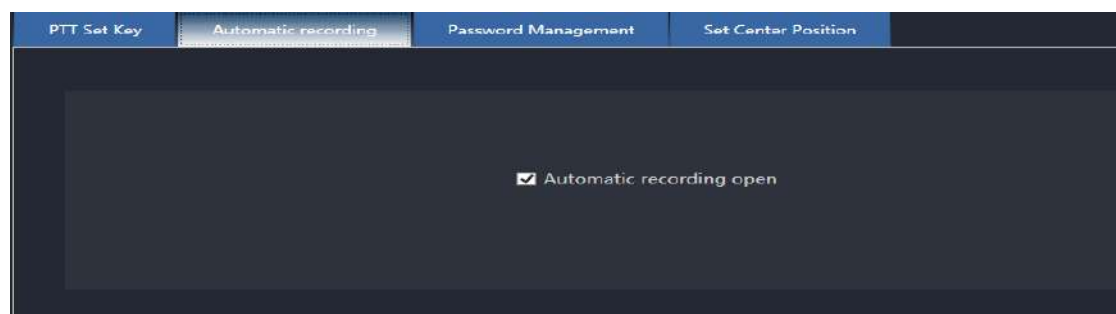 PTT Set Key Automatic recording Password Management Set Center Position
Automatic recording open